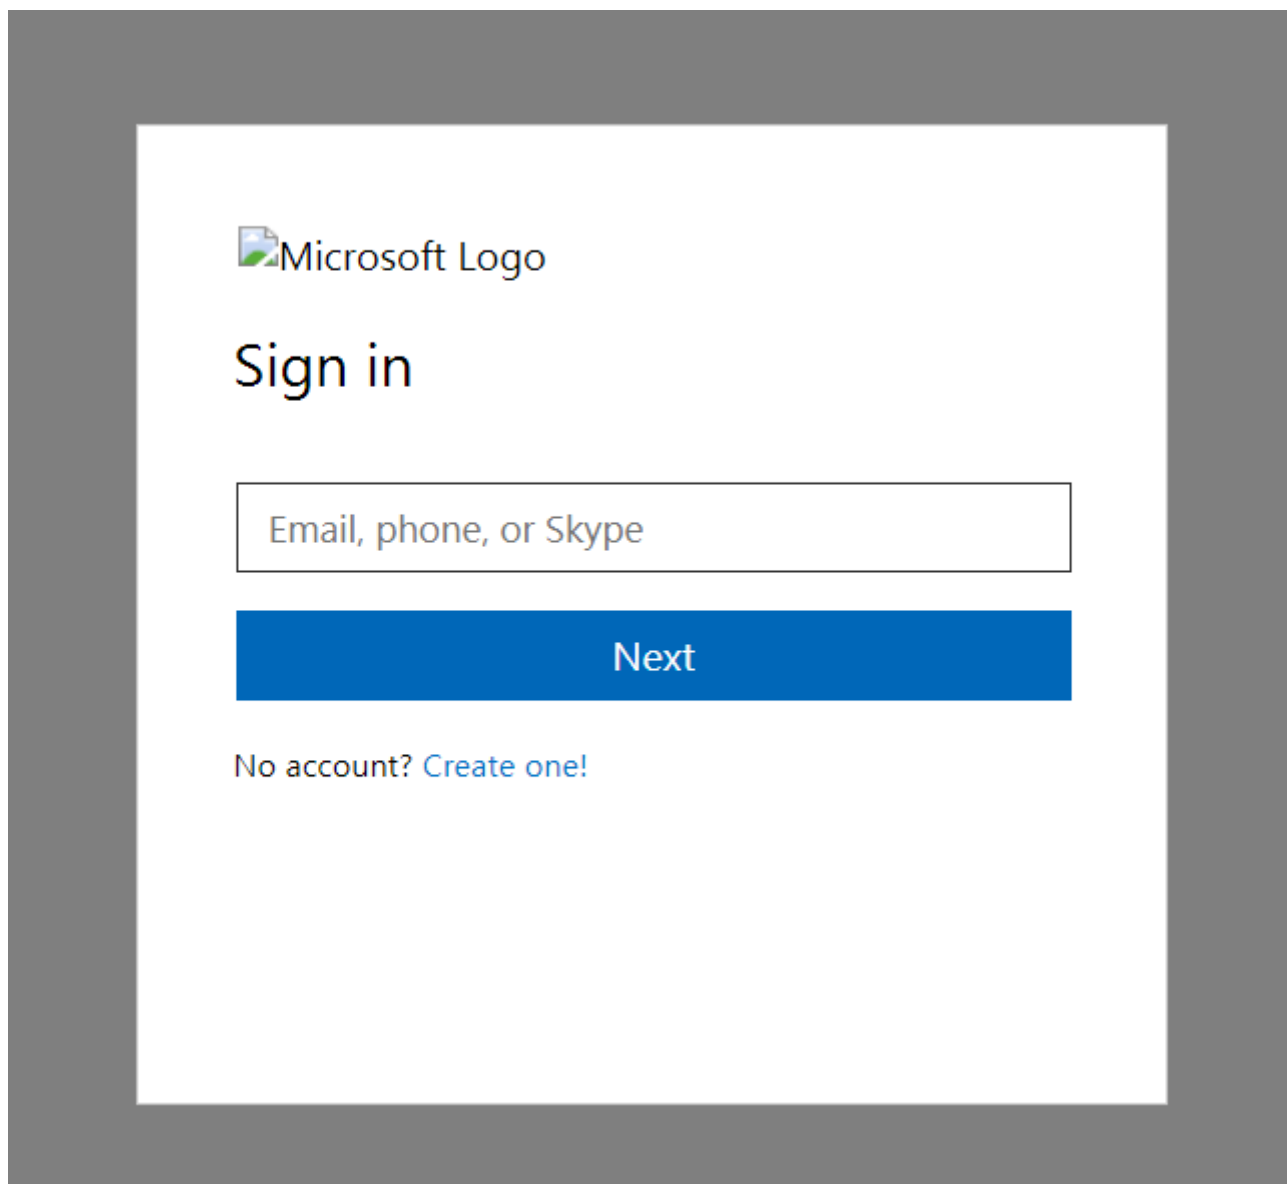 Microsoft Logo
Sign in
Email, phone, or Skype
Next
No account? Create one!